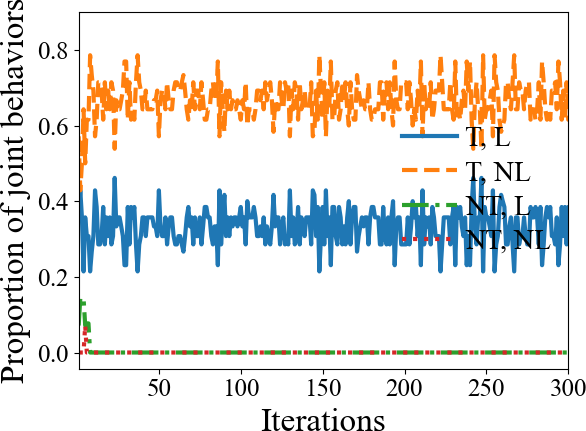 Proportion of joint behaviors
0.8
0.6
0.4
0.2
0.0
T, L
T, NL
NT, L
NT, NL
50
100
150
200
250
300
Iterations